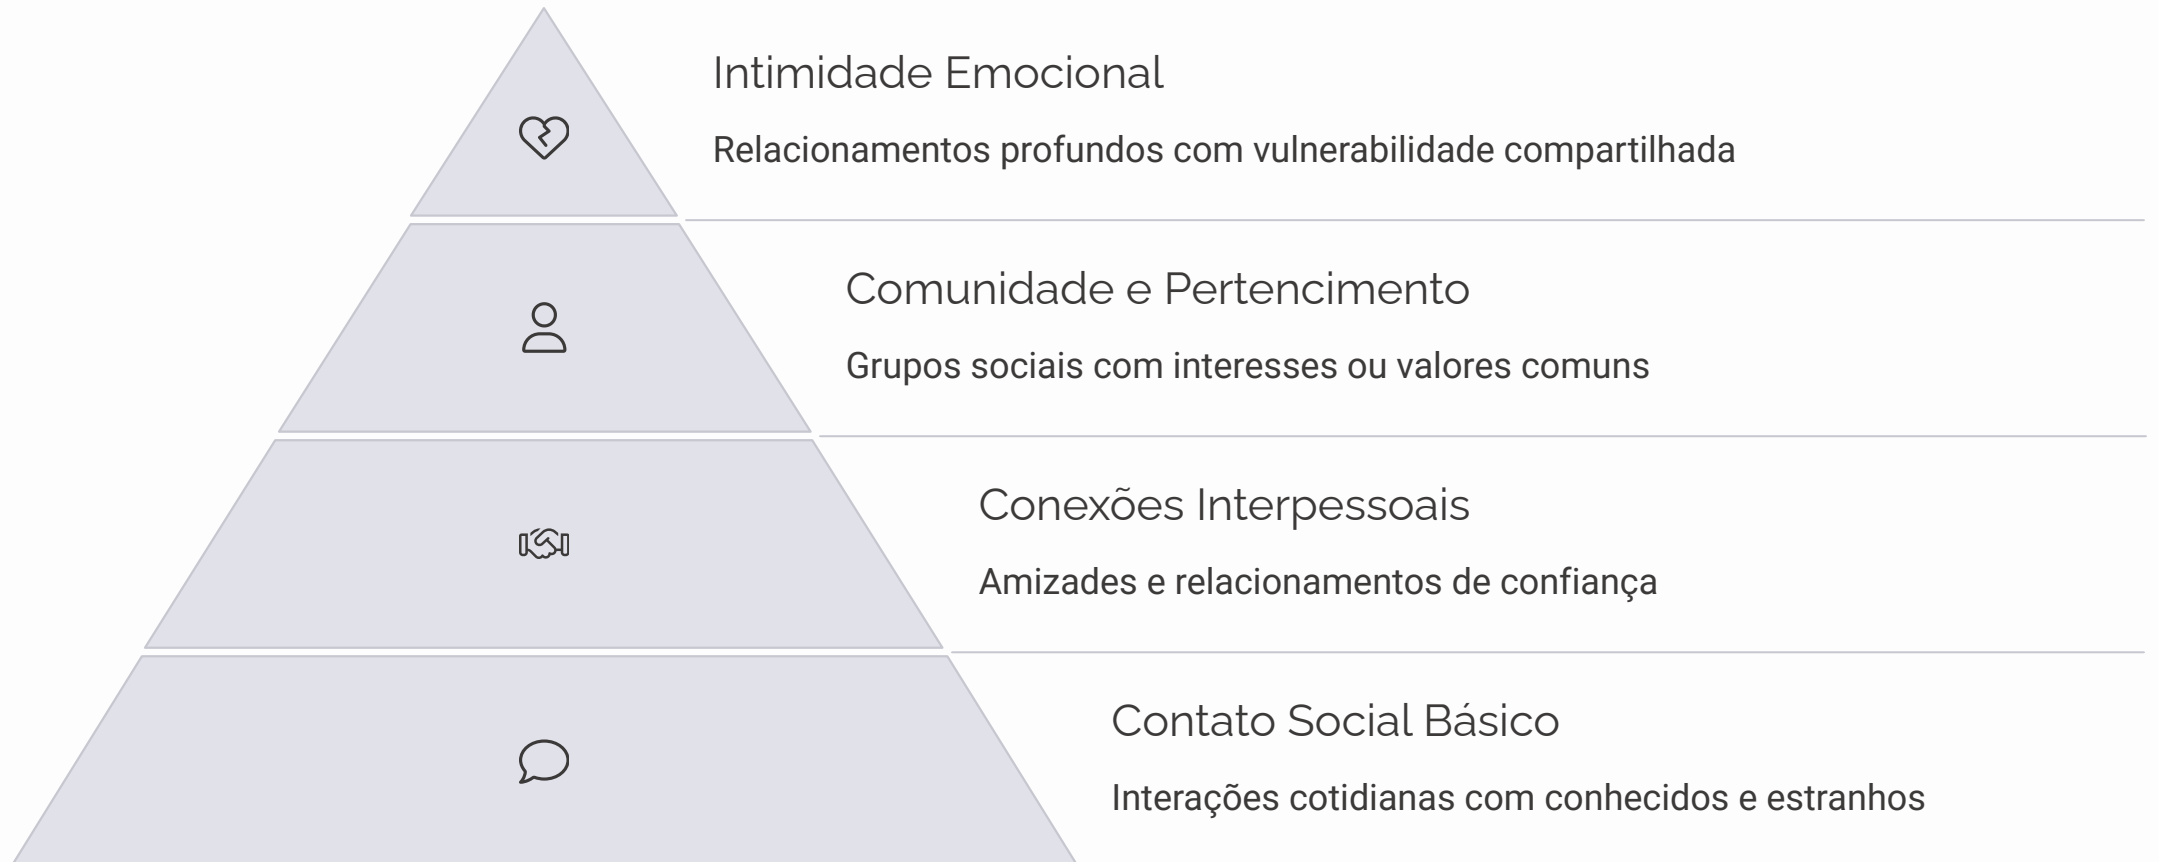 Intimidade Emocional
Relacionamentos profundos com vulnerabilidade compartilhada
Comunidade e Pertencimento
Grupos sociais com interesses ou valores comuns
Conexões Interpessoais
Amizades e relacionamentos de confiança
Contato Social Básico
Interações cotidianas com conhecidos e estranhos